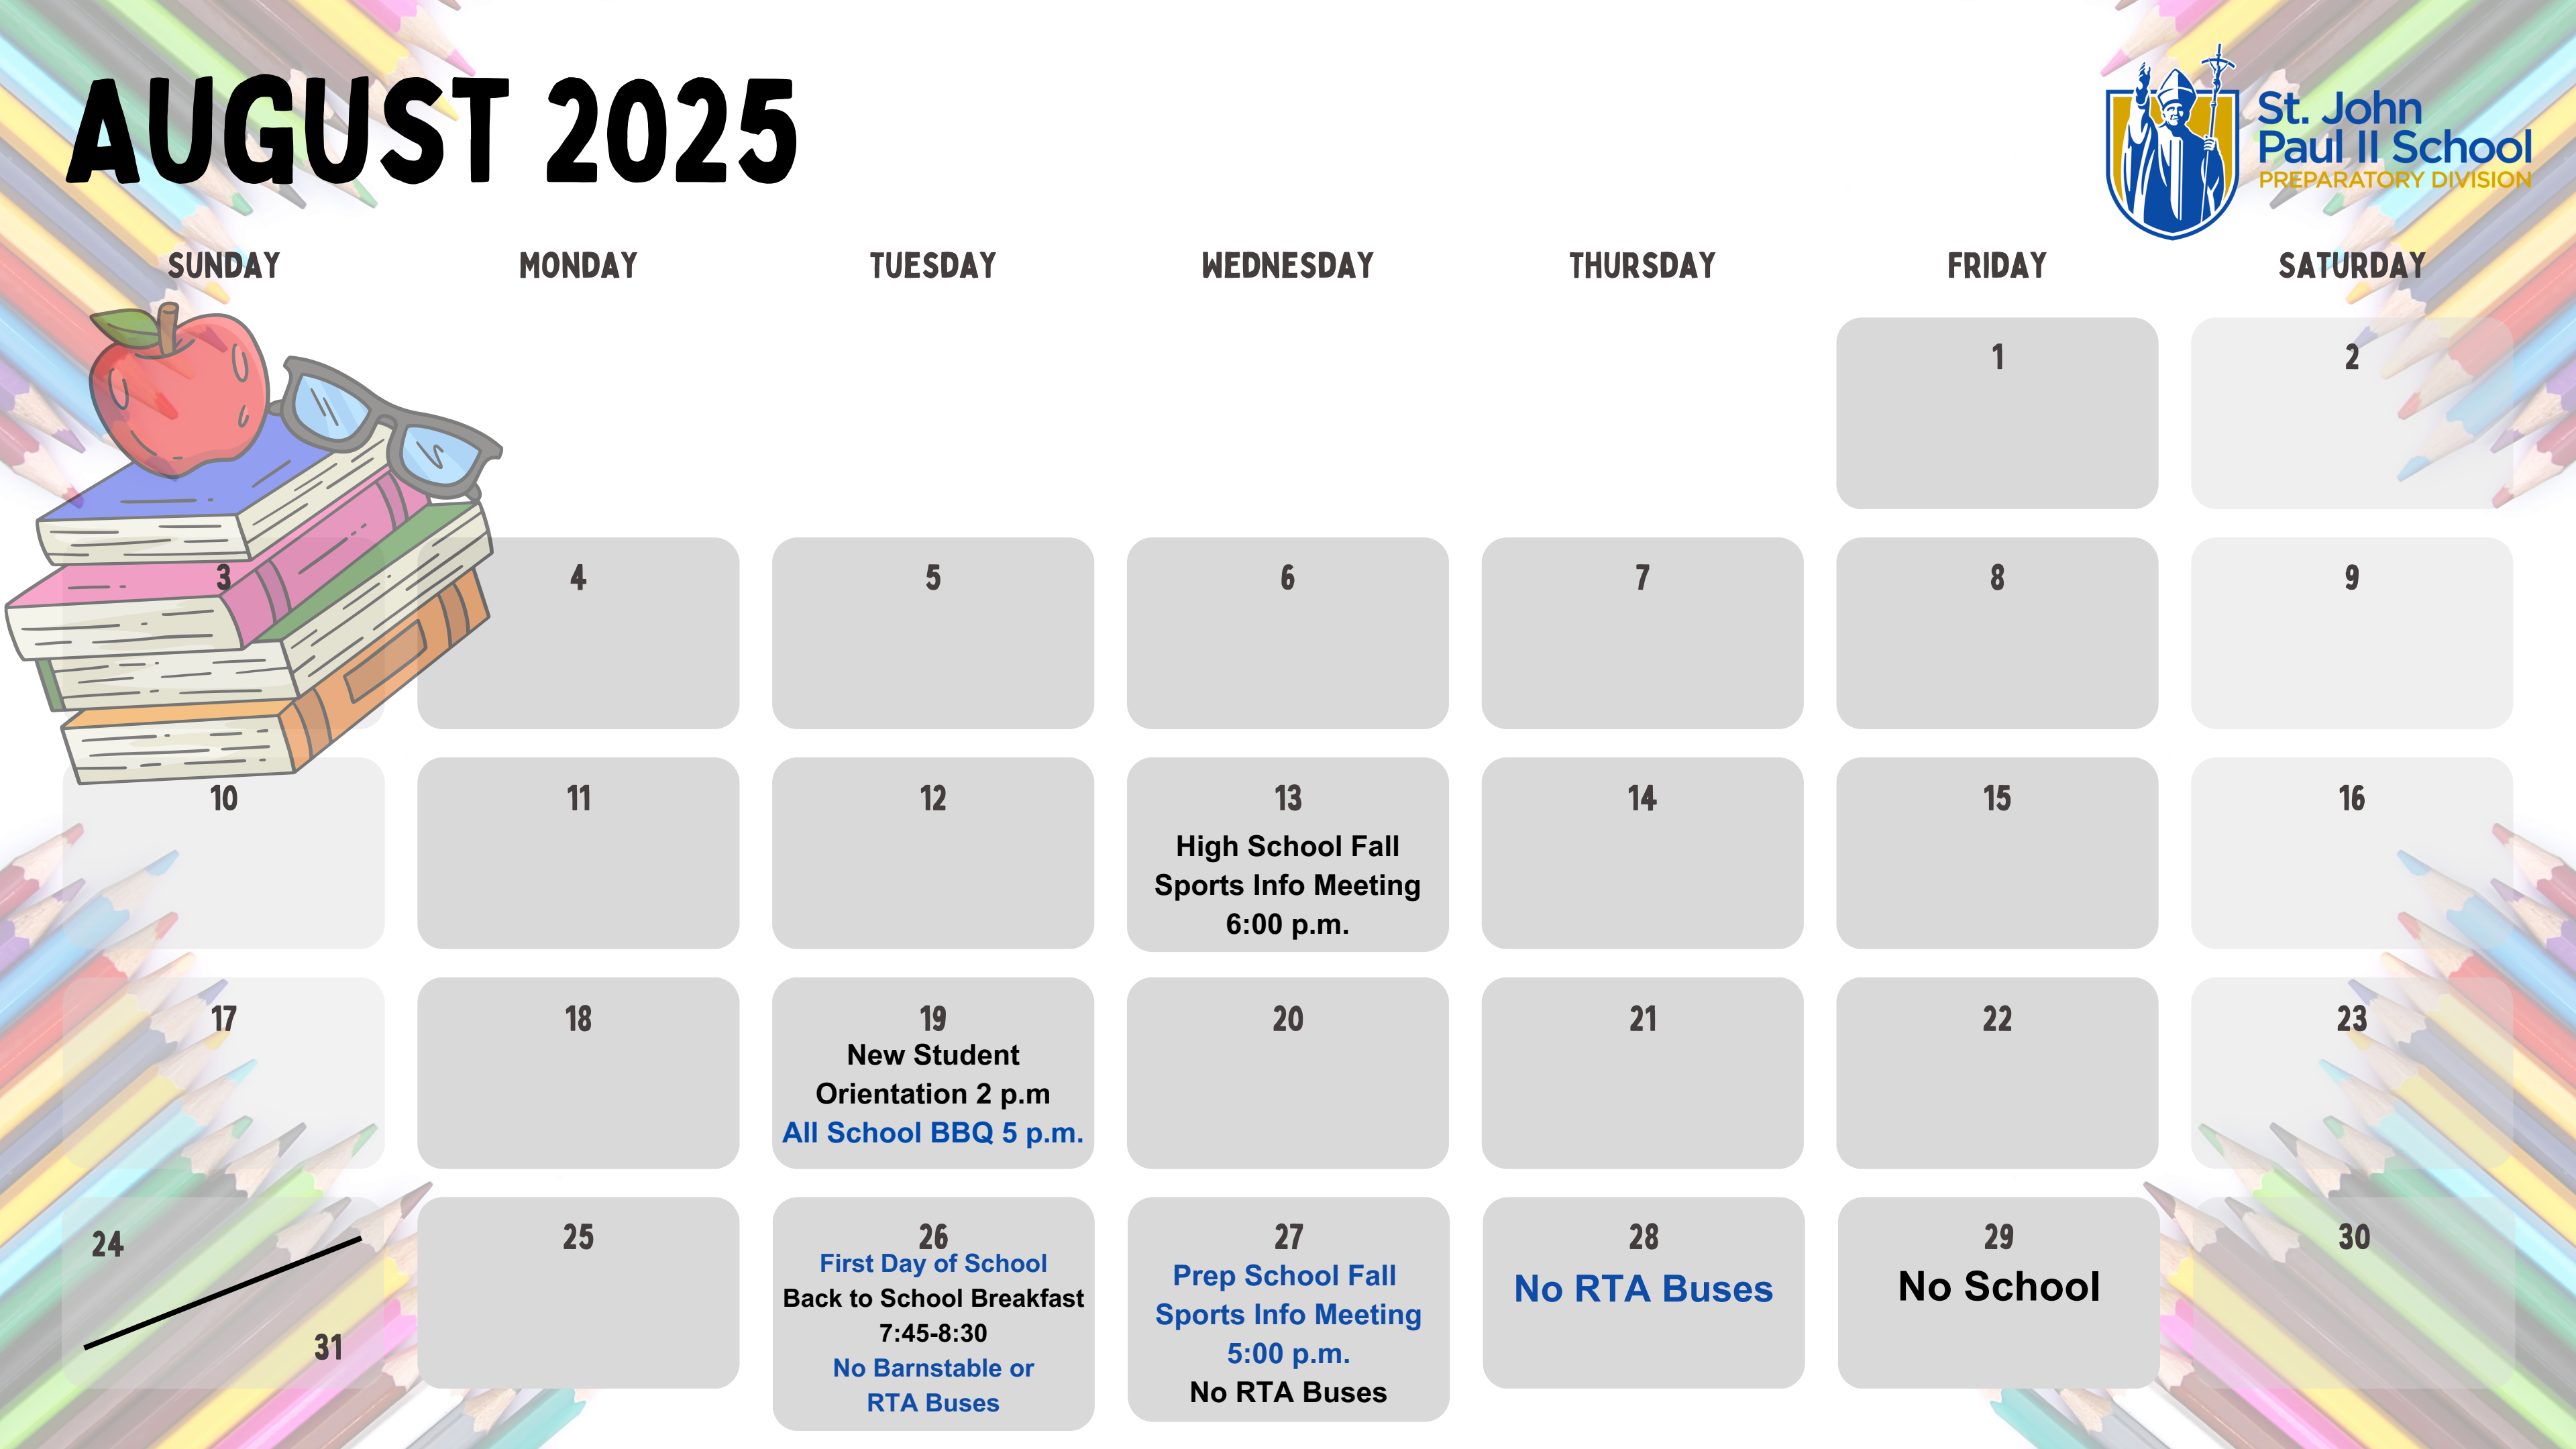 AUGUST 2025
St. John
Paul II School
PREPARATORY DIVISION
SUNDAY MONDAY TUESDAY WEDNESDAY THURSDAY FRIDAY SATURDAY
1 2
3 4 5 6 7 8 9
10 11 12 13 14 15 16
High School Fall
Sports Info Meeting
6:00 p.m.
17 18 19 20 21 22 23
New Student
Orientation 2 p.m
All School BBQ 5 p.m.
24 31
25
26
First Day of School
Back to School Breakfast
7:45-8:30
No Barnstable or
RTA Buses
27
Prep School Fall
Sports Info Meeting
5:00 p.m.
No RTA Buses
28
No RTA Buses
29
No School
30